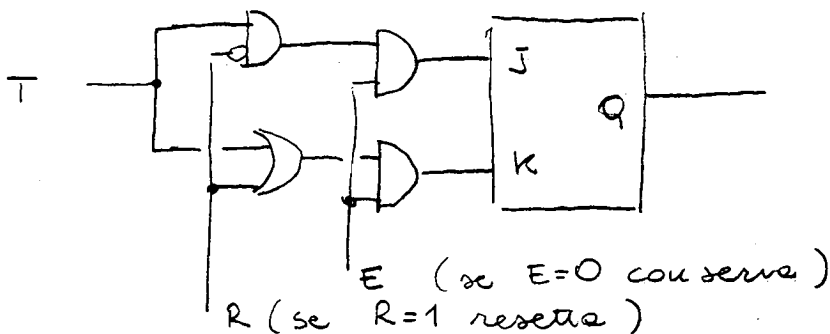 T
J
Q
K
E (se E=0 conserva)
R (se R=1 resetta)